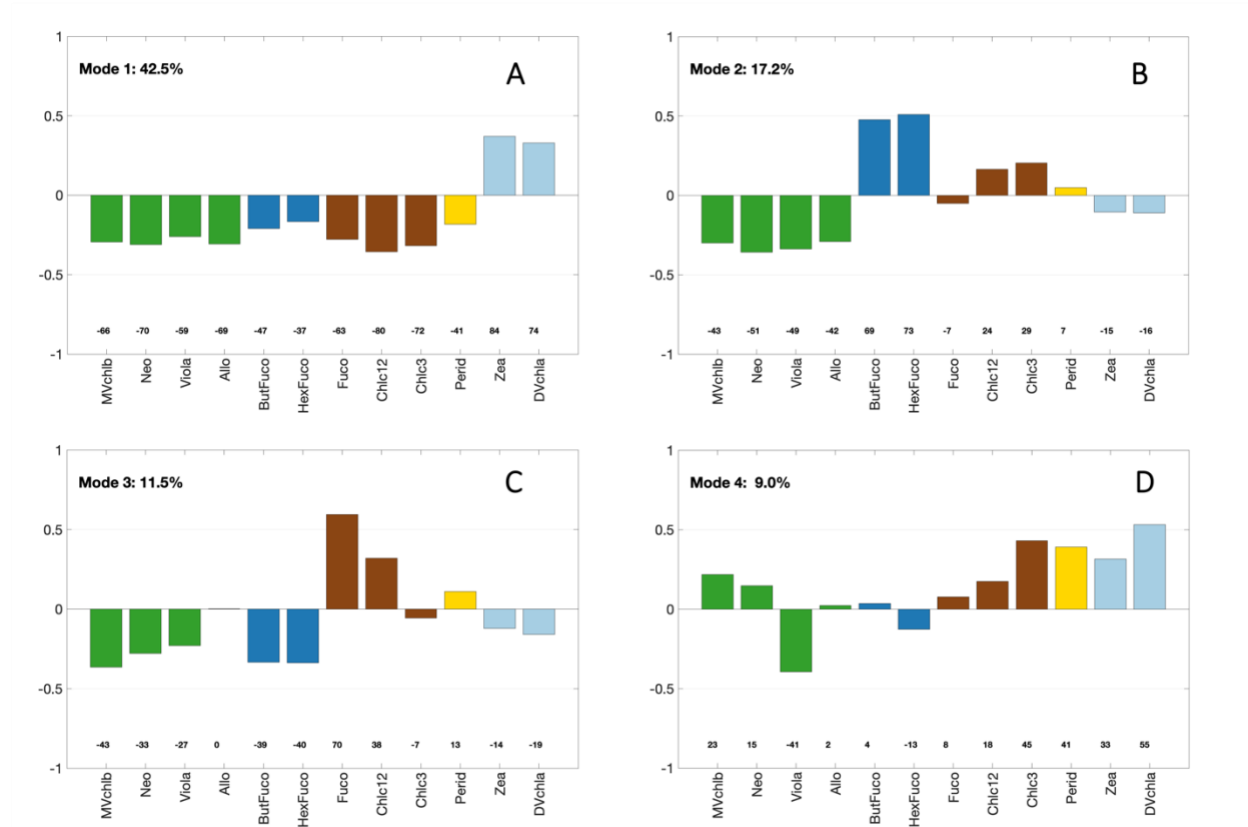 1
Mode 1: 42.5%
A
0.5
0
-0.5
-66 -70 -59 -69 -47 -37 -63 -80 -72 -41 84 74
-1
MVchlb Neo Viola Allo ButFuco HexFuco Fuco Chlc12 Chlc3 Perid Zea DVchla
1
Mode 2: 17.2%
B
0.5
0
-0.5
-43 -51 -49 -42 69 73 -7 24 29 7 -15 -16
-1
MVchlb Neo Viola Allo ButFuco HexFuco Fuco Chlc12 Chlc3 Perid Zea DVchla
1
Mode 3: 11.5%
C
0.5
0
-0.5
-43 -33 -27 0 -39 -40 70 38 -7 13 -14 -19
-1
MVchlb Neo Viola Allo ButFuco HexFuco Fuco Chlc12 Chlc3 Perid Zea DVchla
1
Mode 4: 9.0%
D
0.5
0
-0.5
23 15 -41 2 4 -13 8 18 45 41 33 55
-1
MVchlb Neo Viola Allo ButFuco HexFuco Fuco Chlc12 Chlc3 Perid Zea DVchla